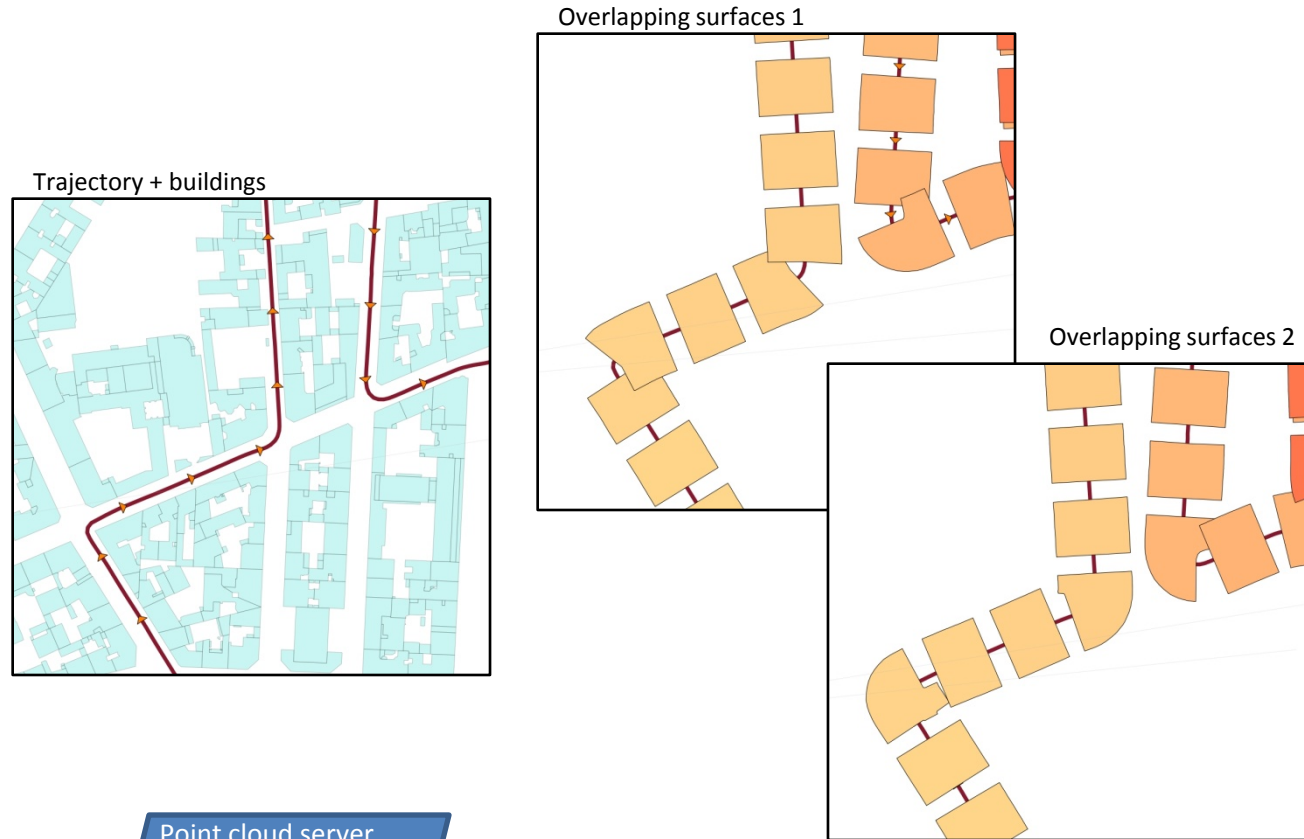 Overlapping surfaces 1
Trajectory + buildings
Overlapping surfaces 2
Point cloud server